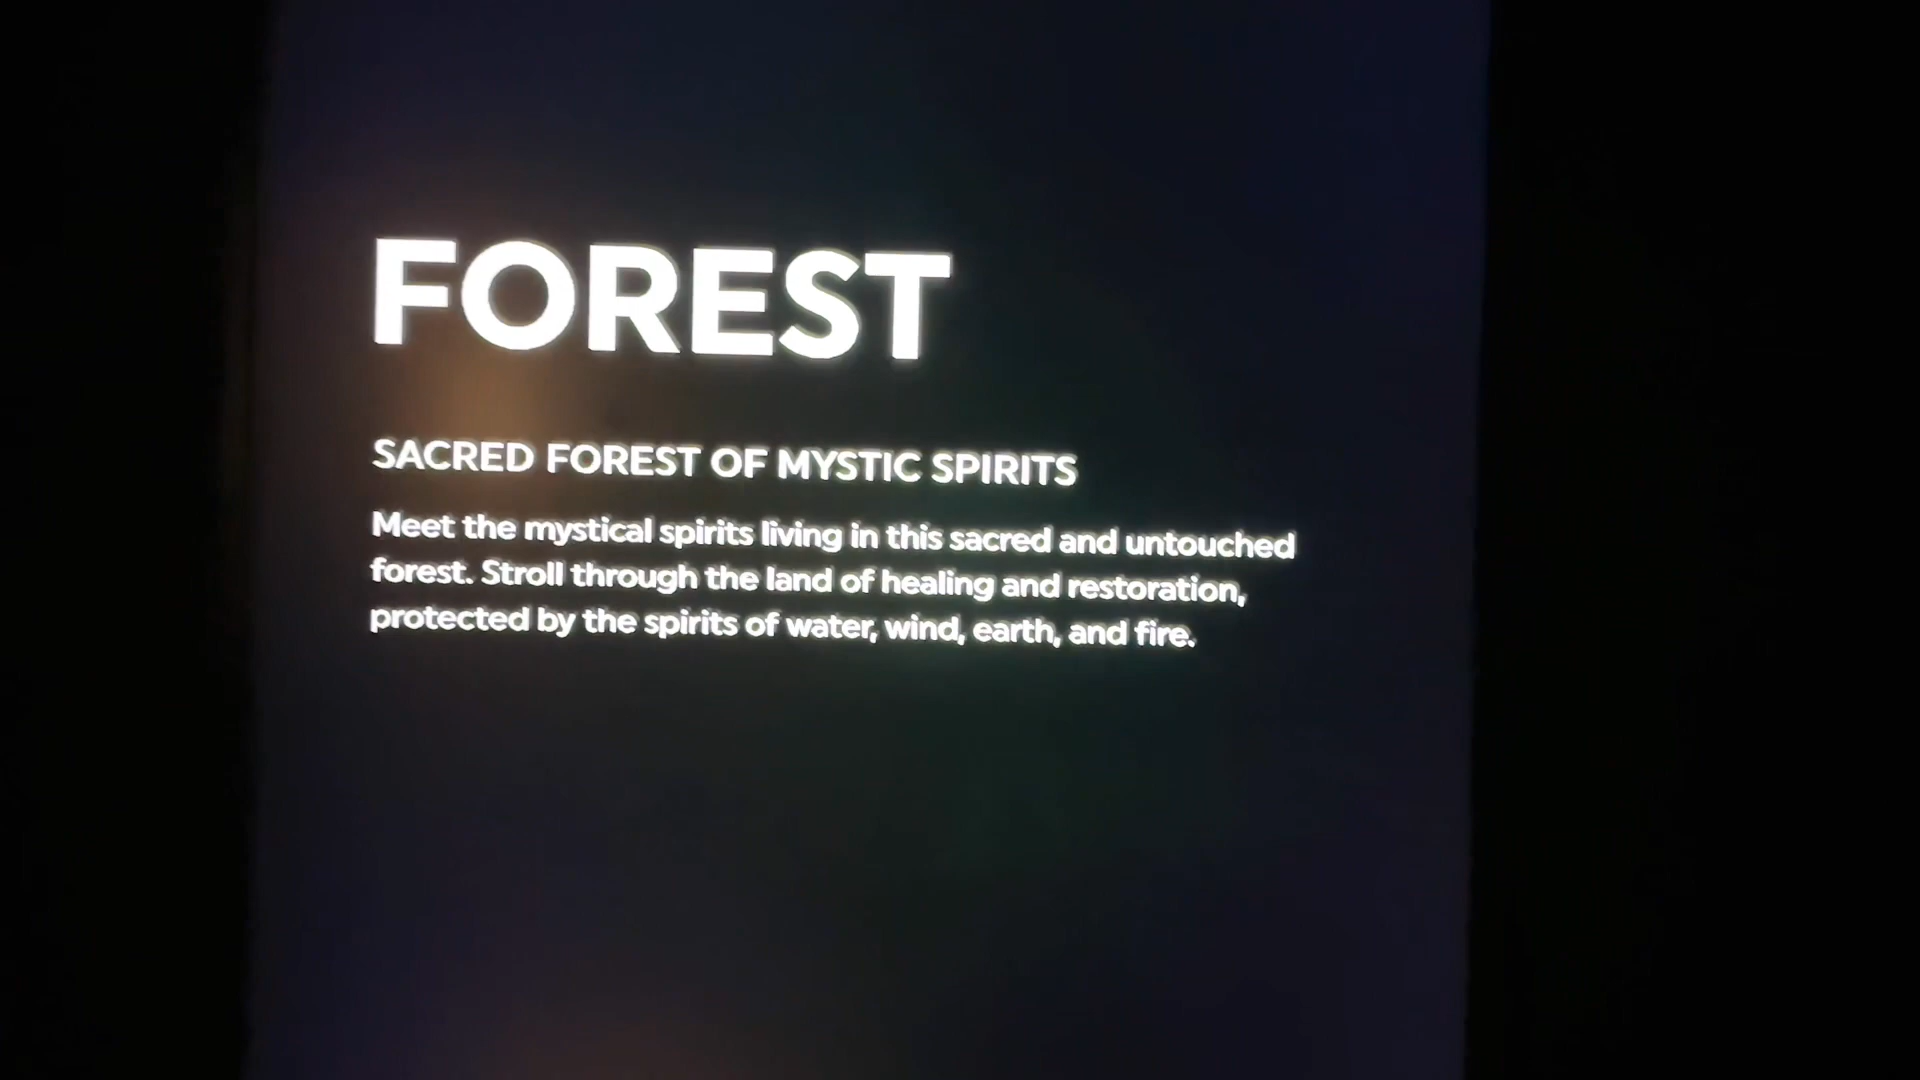 FOREST
SACRED FOREST OF MYSTIC SPIRITS
Meet the mystical spirits living in this sacred and untouched
forest. Stroll through the land of healing and restoration,
protected by the spirits of water, wind, earth, and fire.